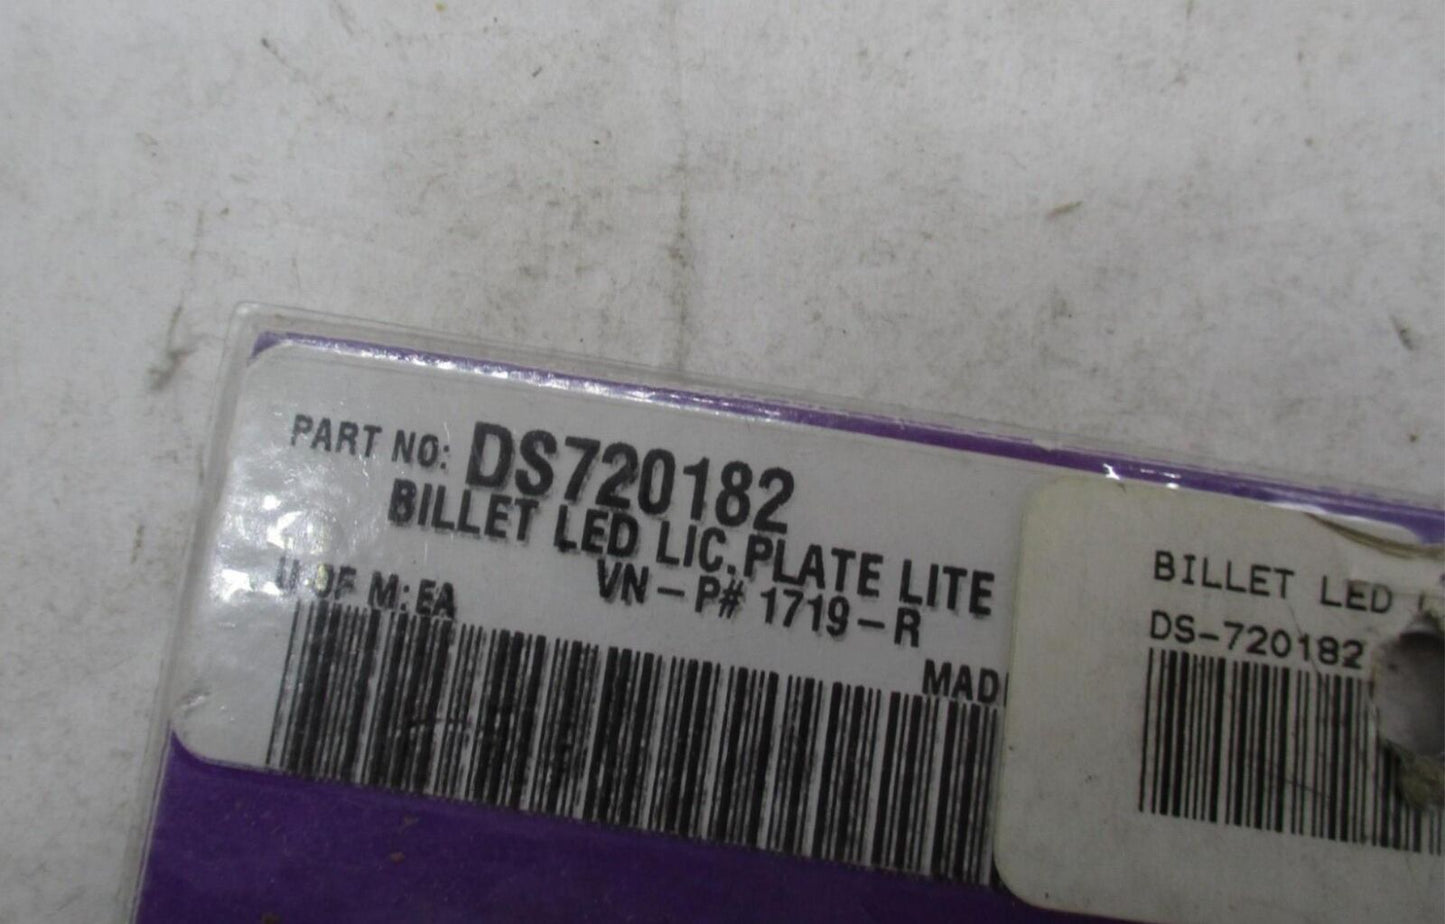 PART NO: DS720182
BILLET LED LIC. PLATE LITE
U OF M: EA VN-P# 1719-R
MAD
BILLET LED
DS-720182